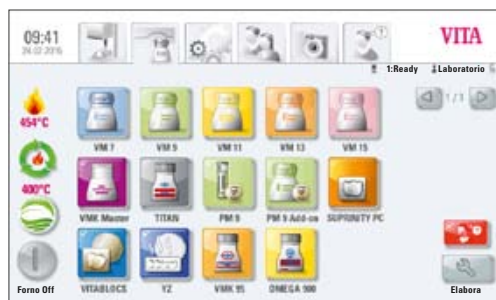 09:41
24.02.2015
VITA
1:Ready
Laboratorio
1/3
454°C
VM 7
VM 9
VM 11
VM 13
VM 15
400°C
VMK Master
TITAN
PM 9
PM 9 Add-on
SUPRINITY PC
Forno Off
VITABLOCS
YZ
VMK 95
OMEGA 900
Elabora